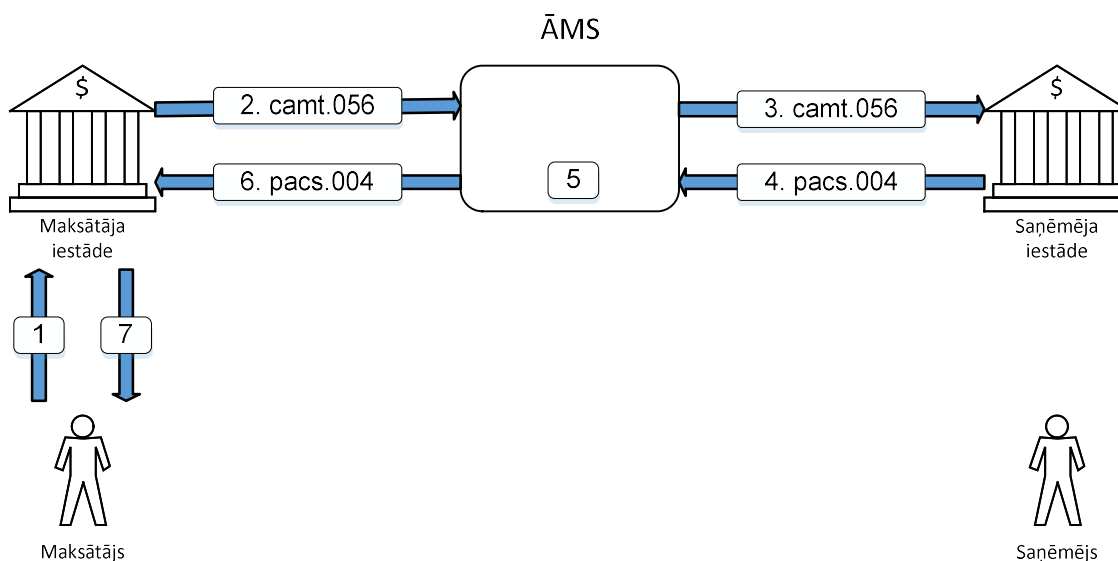 ĀMS
$
2. camt.056
3. camt.056
$
6. pacs.004
5
4. pacs.004
Maksātāja
iestāde
Saņēmēja
iestāde
1
7
Maksātājs
Saņēmējs